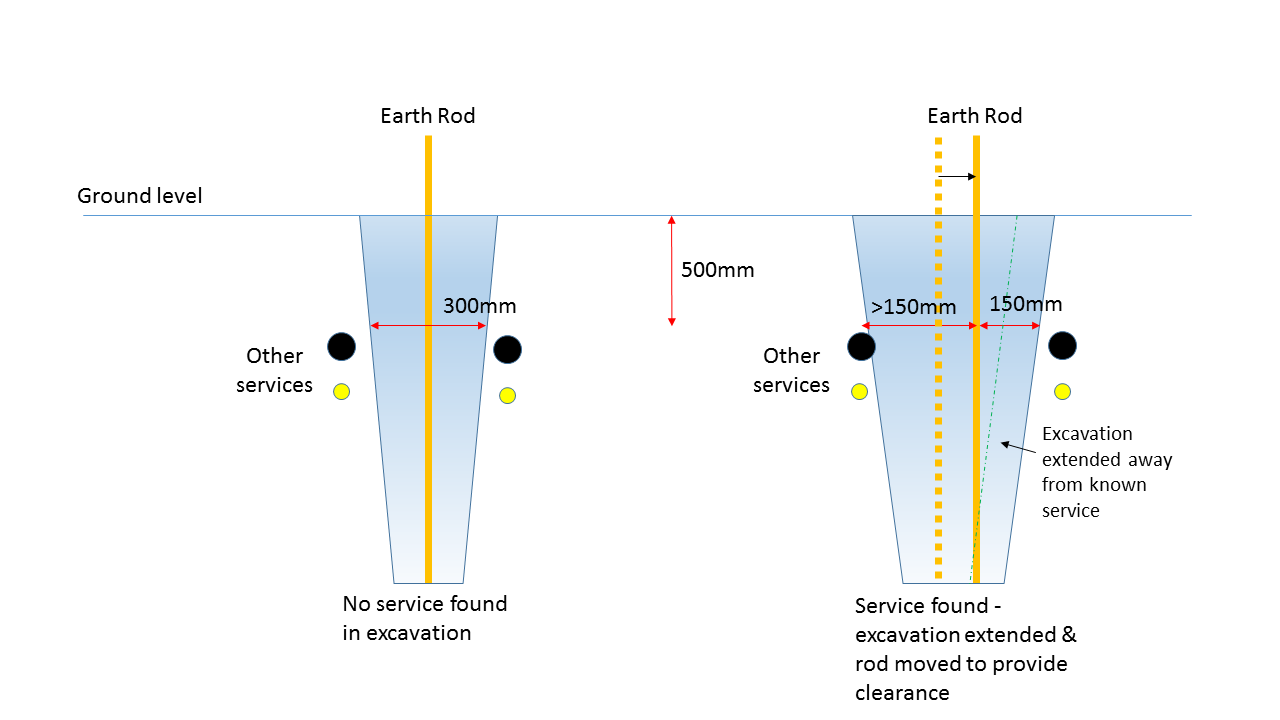 Earth Rod
Earth Rod
Ground level
500mm
300mm
>150mm
150mm
Other
services
Other
services
Excavation
extended away
from known
service
No service found
in excavation
Service found -
excavation extended &
rod moved to provide
clearance